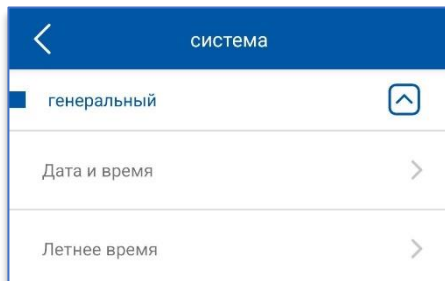 система
генеральный
Дата и время
Летнее время